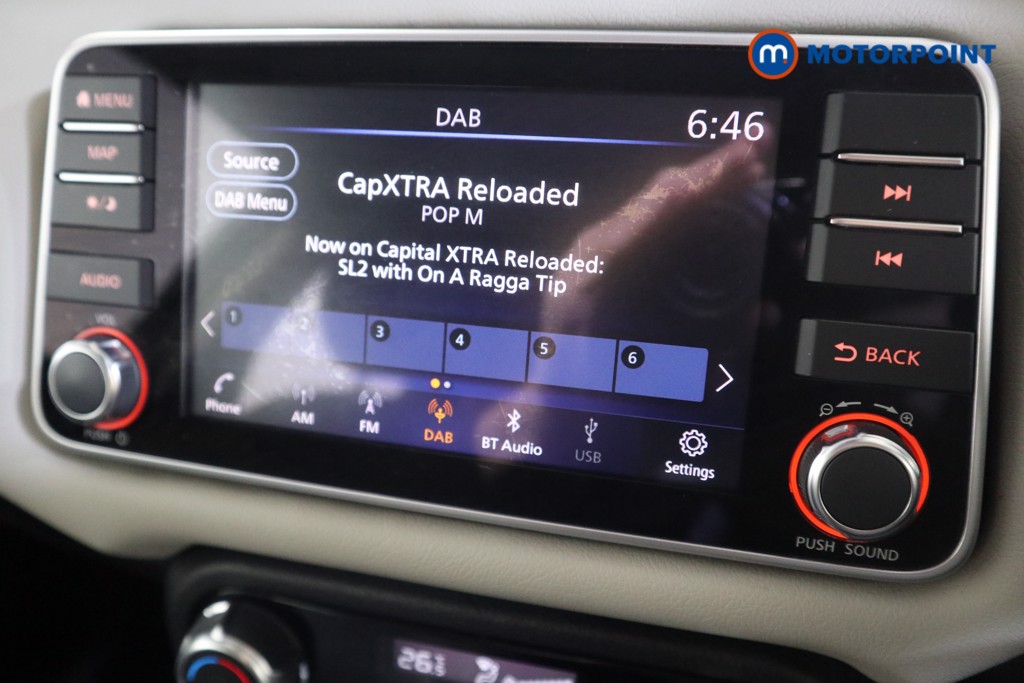 m MOTORPOINT
MENU
MAP
AUDIO
VOL
PUSH
DAB
6:46
Source
DAB Menu
CapXTRA Reloaded
POP M
Now on Capital XTRA Reloaded:
SL2 with On A Ragga Tip
1 2 3 4 5 6
Phone
AM
FM
DAB
BT Audio
USB
Settings
BACK
PUSH SOUND
26